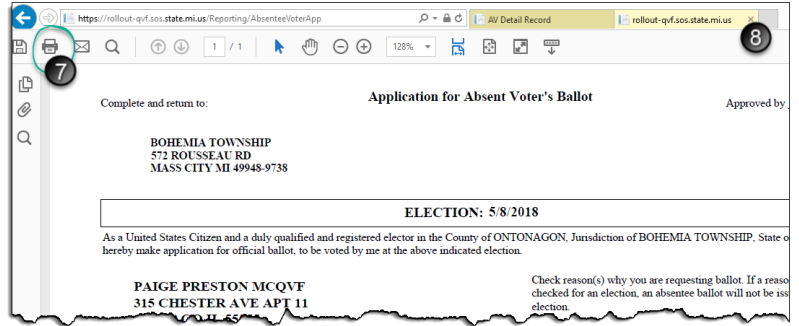 https://rollout-qvf.sos.state.mi.us/Reporting/AbsenteeVoterApp
AV Detail Record
rollout-qvf.sos.state.mi.us
8
1 / 1
128%
7
Complete and return to:
Application for Absent Voter's Ballot
Approved by
BOHEMIA TOWNSHIP
572 ROUSSEAU RD
MASS CITY MI 49948-9738
ELECTION: 5/8/2018
As a United States Citizen and a duly qualified and registered elector in the County of ONTONAGON, Jurisdiction of BOHEMIA TOWNSHIP, State o
hereby make application for official ballot, to be voted by me at the above indicated election.
PAIGE PRESTON MCQVF
315 CHESTER AVE APT 11
Check reason(s) why you are requesting ballot. If a reaso
checked for an election, an absentee ballot will not be iss
election.